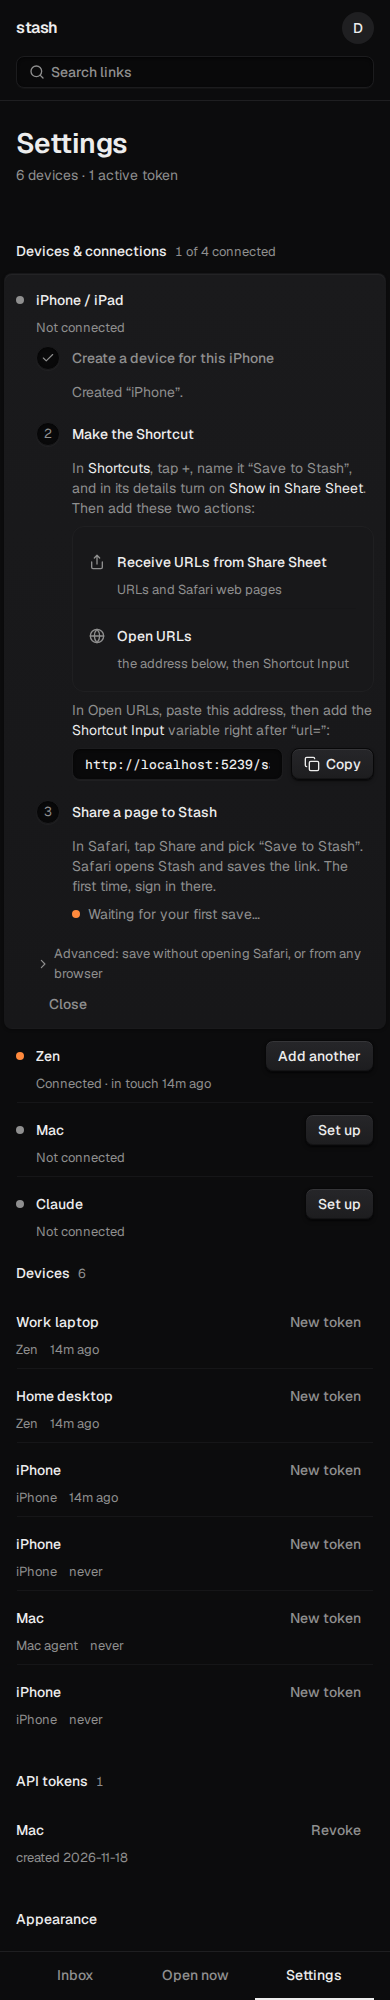 stash
D
Search links
Settings
6 devices · 1 active token
Devices & connections 1 of 4 connected
iPhone / iPad
Not connected
Create a device for this iPhone
Created “iPhone”.
2 Make the Shortcut
In Shortcuts, tap +, name it “Save to Stash”,
and in its details turn on Show in Share Sheet.
Then add these two actions:
Receive URLs from Share Sheet
URLs and Safari web pages
Open URLs
the address below, then Shortcut Input
In Open URLs, paste this address, then add the
Shortcut Input variable right after “url=”:
http://localhost:5239/s
Copy
3 Share a page to Stash
In Safari, tap Share and pick “Save to Stash”.
Safari opens Stash and saves the link. The
first time, sign in there.
Waiting for your first save…
Advanced: save without opening Safari, or from any
browser
Close
Zen
Add another
Connected · in touch 14m ago
Mac
Set up
Not connected
Claude
Set up
Not connected
Devices 6
Work laptop
New token
Zen 14m ago
Home desktop
New token
Zen 14m ago
iPhone
New token
iPhone 14m ago
iPhone
New token
iPhone never
Mac
New token
Mac agent never
iPhone
New token
iPhone never
API tokens 1
Mac
Revoke
created 2026-11-18
Appearance
Inbox
Open now
Settings